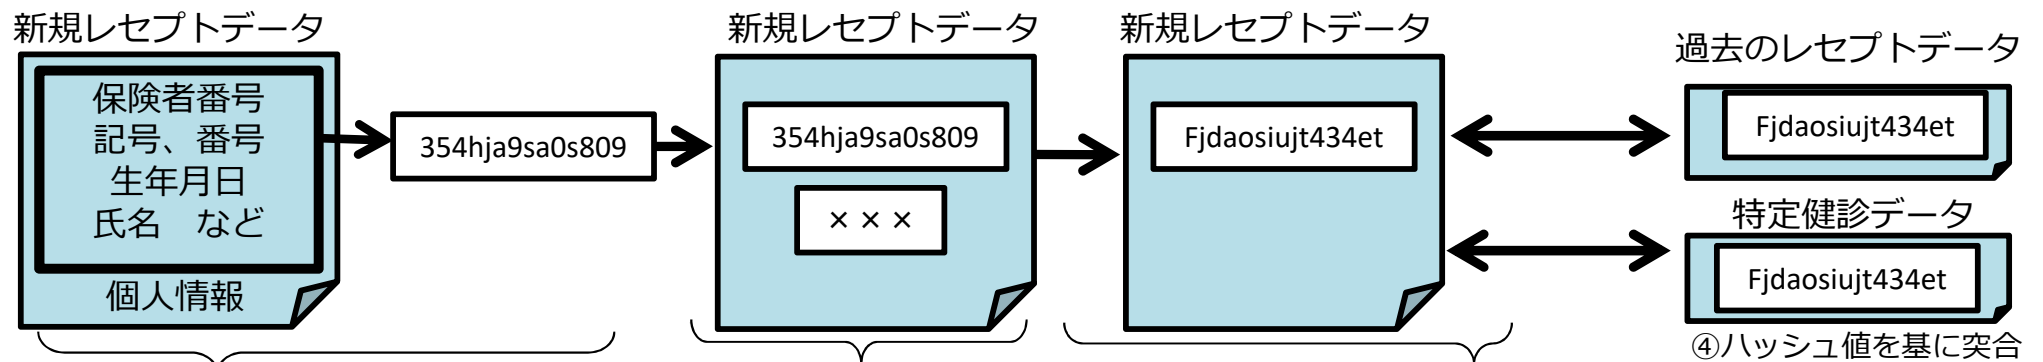 新規レセプトデータ
保険者番号
記号、番号
生年月日
氏名　など
個人情報
354hja9sa0s809
新規レセプトデータ
354hja9sa0s809
×××
新規レセプトデータ
Fjdaosiujt434et
過去のレセプトデータ
Fjdaosiujt434et
特定健診データ
Fjdaosiujt434et
④ハッシュ値を基に突合